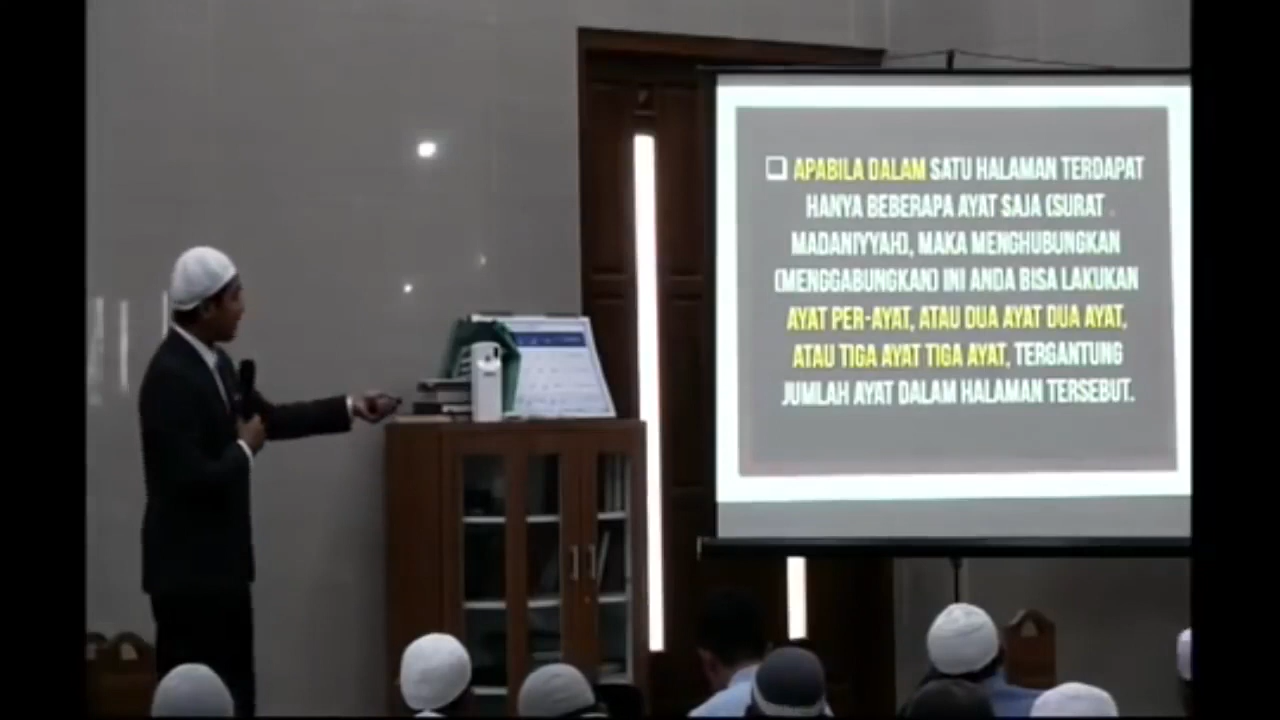 APABILA DALAM SATU HALAMAN TERDAPAT
HANYA BEBERAPA AYAT SAJA (SURAT
MADANIYYAH), MAKA MENGHUBUNGKAN
(MENGGABUNGKAN) INI ANDA BISA LAKUKAN
AYAT PER-AYAT, ATAU DUA AYAT DUA AYAT,
ATAU TIGA AYAT TIGA AYAT, TERGANTUNG
JUMLAH AYAT DALAM HALAMAN TERSEBUT.